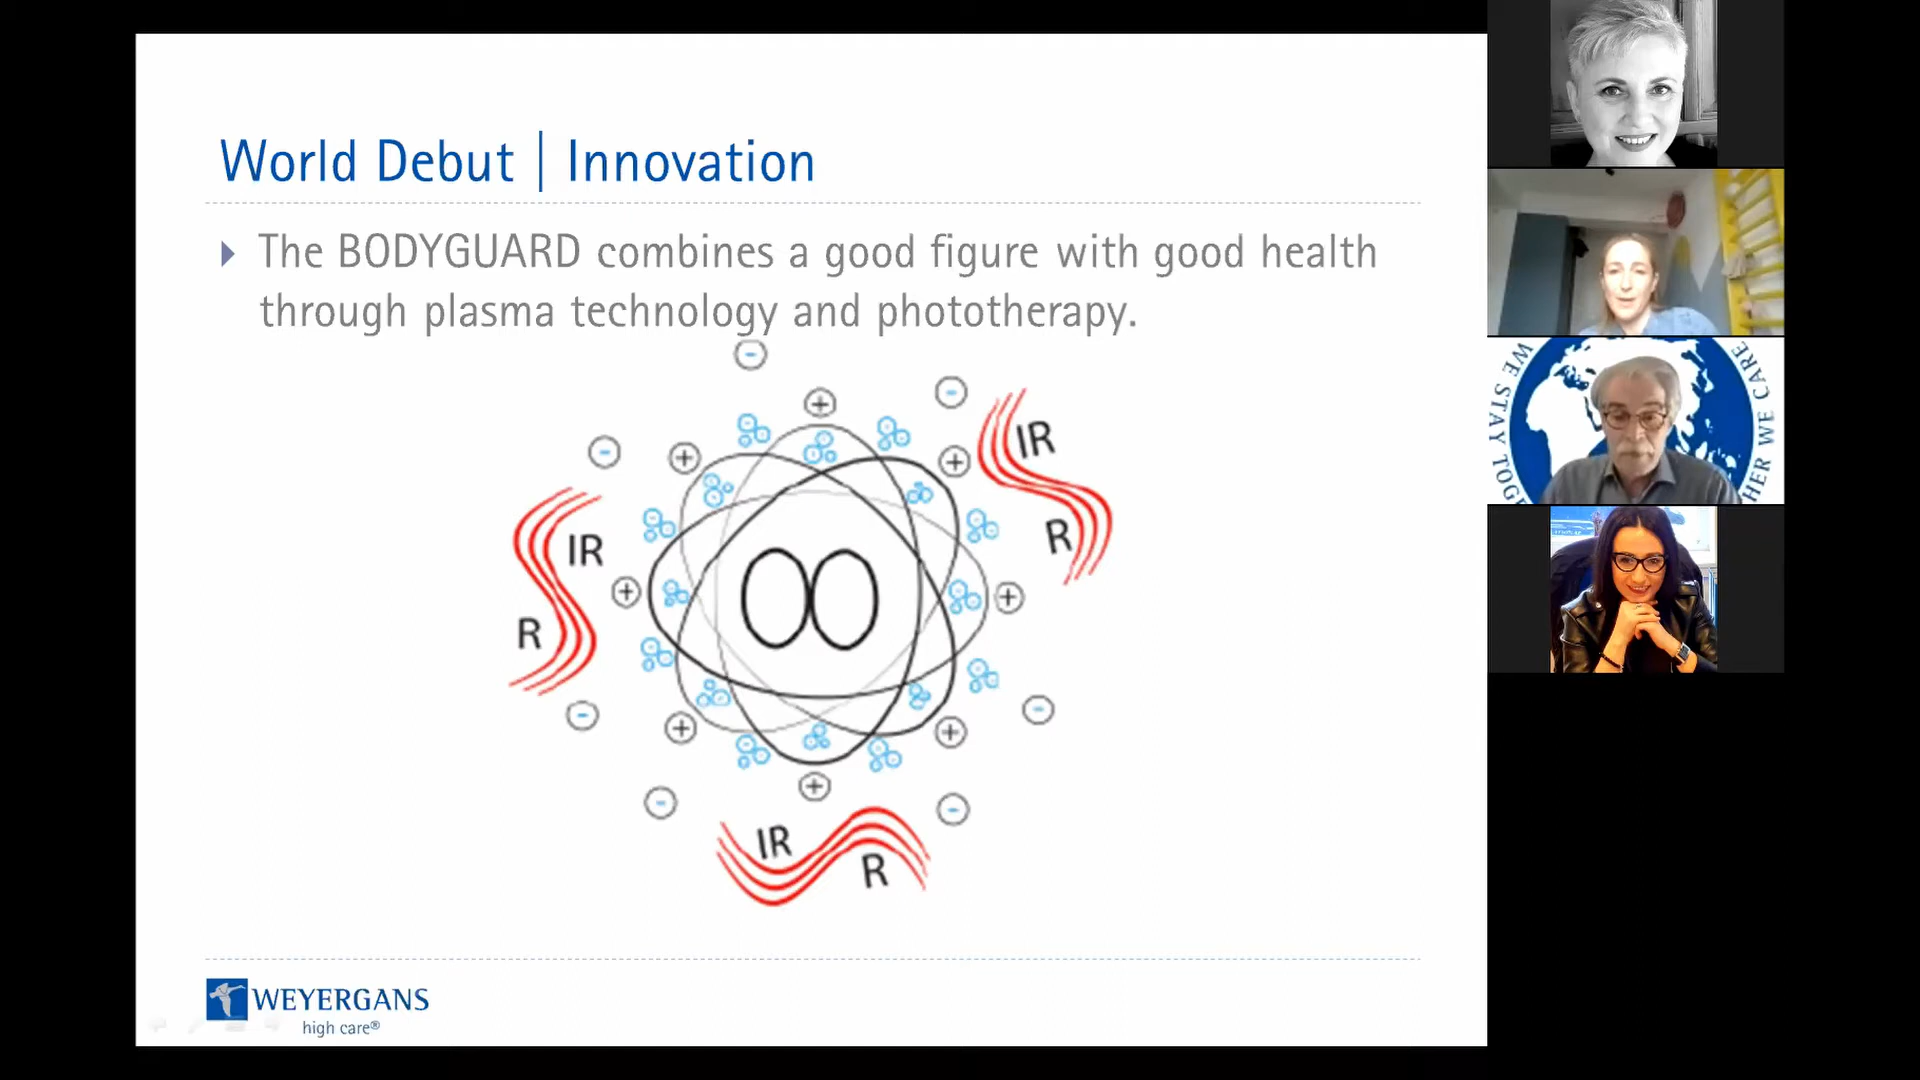 World Debut | Innovation
The BODYGUARD combines a good figure with good health
through plasma technology and phototherapy.
IR
R
IR
R
IR
R
WEYERGANS
high care®
WE STAY TOG
HER WE CARE